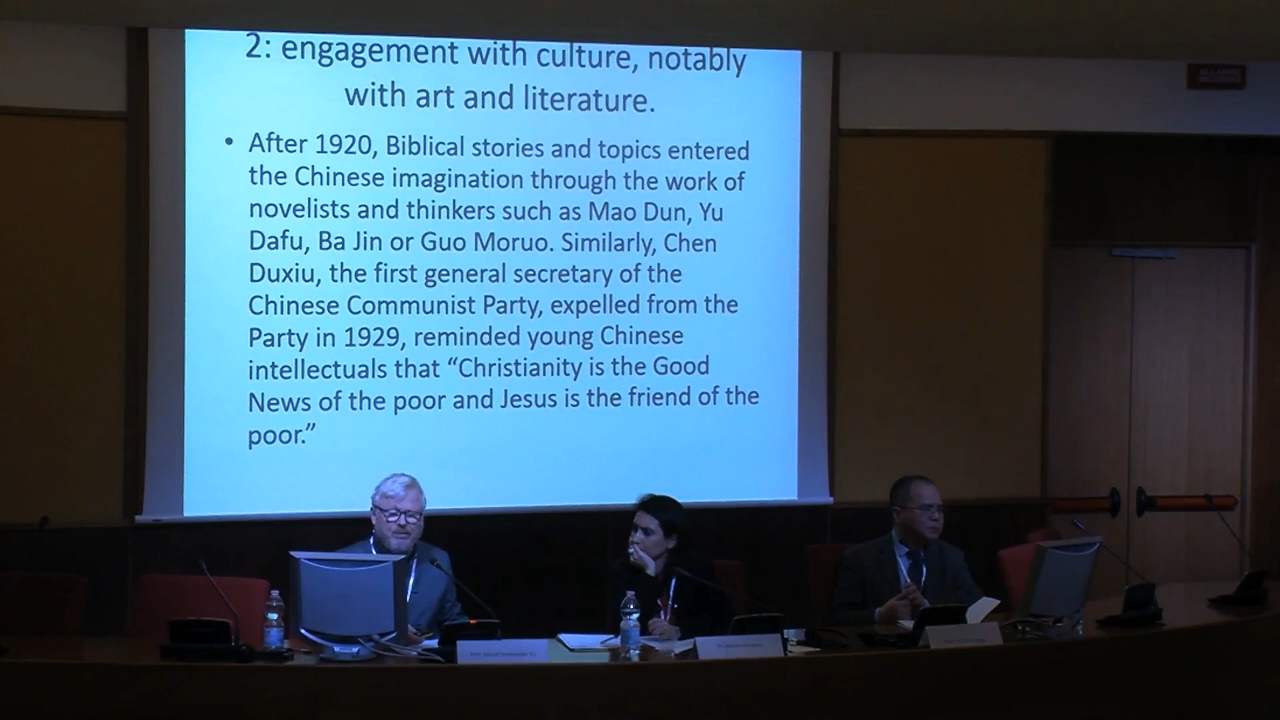 2: engagement with culture, notably
with art and literature.
• After 1920, Biblical stories and topics entered
the Chinese imagination through the work of
novelists and thinkers such as Mao Dun, Yu
Dafu, Ba Jin or Guo Moruo. Similarly, Chen
Duxiu, the first general secretary of the
Chinese Communist Party, expelled from the
Party in 1929, reminded young Chinese
intellectuals that “Christianity is the Good
News of the poor and Jesus is the friend of the
poor.”